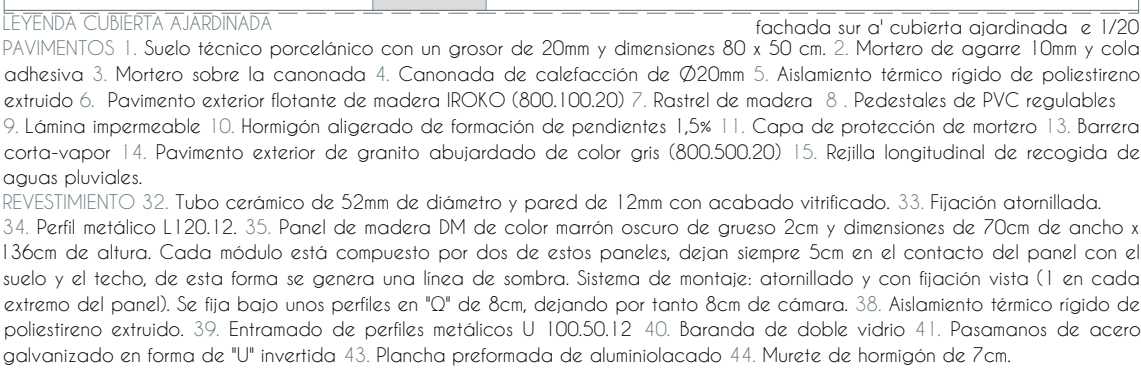 LEYENDA CUBIERTA AJARDINADA
fachada sur a' cubierta ajardinada e 1/20
PAVIMENTOS 1. Suelo técnico porcelánico con un grosor de 20mm y dimensiones 80 x 50 cm. 2. Mortero de agarre 10mm y cola
adhesiva 3. Mortero sobre la canonada 4. Canonada de calefacción de Ø20mm 5. Aislamiento térmico rígido de poliestireno
extruido 6. Pavimento exterior flotante de madera IROKO (800.100.20) 7. Rastrel de madera 8 . Pedestales de PVC regulables
9. Lámina impermeable 10. Hormigón aligerado de formación de pendientes 1,5% 11. Capa de protección de mortero 13. Barrera
corta-vapor 14. Pavimento exterior de granito abujardado de color gris (800.500.20) 15. Rejilla longitudinal de recogida de
aguas pluviales.
REVESTIMIENTO 32. Tubo cerámico de 52mm de diámetro y pared de 12mm con acabado vitrificado. 33. Fijación atornillada.
34. Perfil metálico L120.12. 35. Panel de madera DM de color marrón oscuro de grueso 2cm y dimensiones de 70cm de ancho x
136cm de altura. Cada módulo está compuesto por dos de estos paneles, dejan siempre 5cm en el contacto del panel con el
suelo y el techo, de esta forma se genera una línea de sombra. Sistema de montaje: atornillado y con fijación vista (1 en cada
extremo del panel). Se fija bajo unos perfiles en "Ω" de 8cm, dejando por tanto 8cm de cámara. 38. Aislamiento térmico rígido de
poliestireno extruido. 39. Entramado de perfiles metálicos U 100.50.12 40. Baranda de doble vidrio 41. Pasamanos de acero
galvanizado en forma de "U" invertida 43. Plancha preformada de aluminiolacado 44. Murete de hormigón de 7cm.